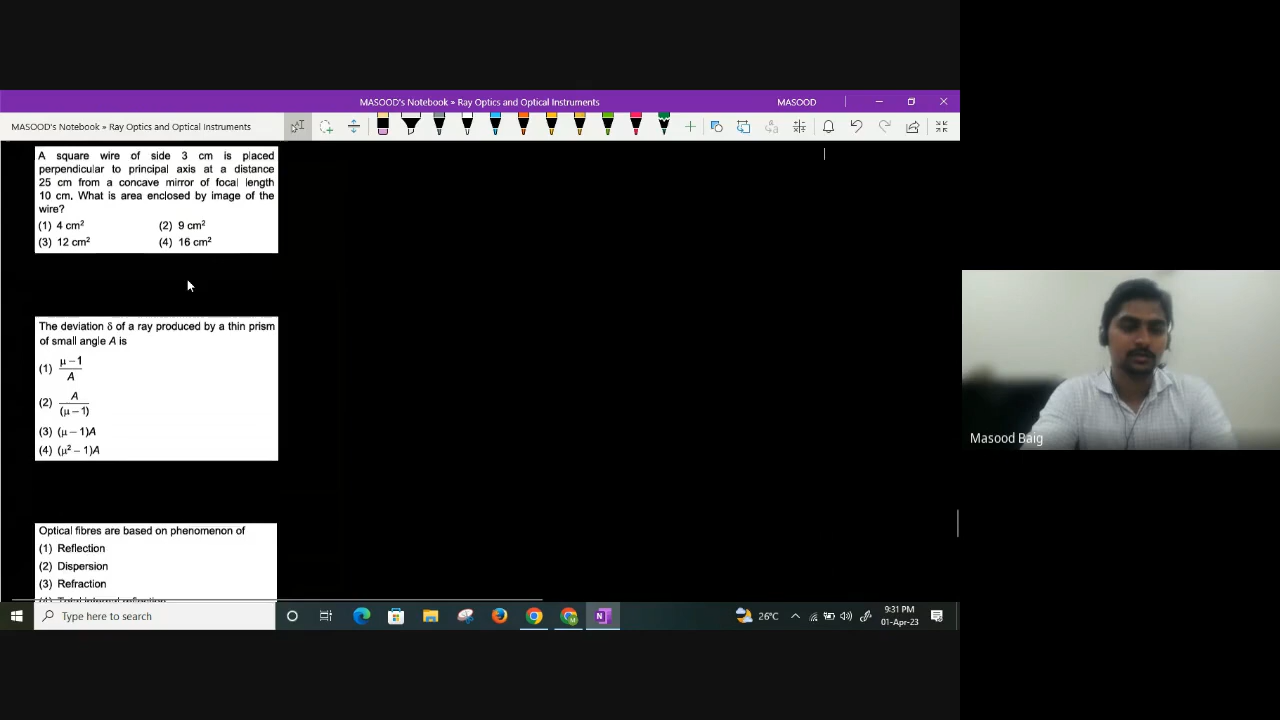 MASOOD's Notebook » Ray Optics and Optical Instruments
MASOOD
MASOOD's Notebook » Ray Optics and Optical Instruments
A square wire of side 3 cm is placed
perpendicular to principal axis at a distance
25 cm from a concave mirror of focal length
10 cm. What is area enclosed by image of the
wire?
(1) 4 cm²
(2) 9 cm²
(3) 12 cm²
(4) 16 cm²
The deviation δ of a ray produced by a thin prism
of small angle A is
(1) μ – 1 / A
(2) A / (μ – 1)
(3) (μ – 1)A
(4) (μ² – 1)A
Optical fibres are based on phenomenon of
(1) Reflection
(2) Dispersion
(3) Refraction
(4) Total internal reflection
Masood Baig
Type here to search
26°C
9:31 PM
01-Apr-23